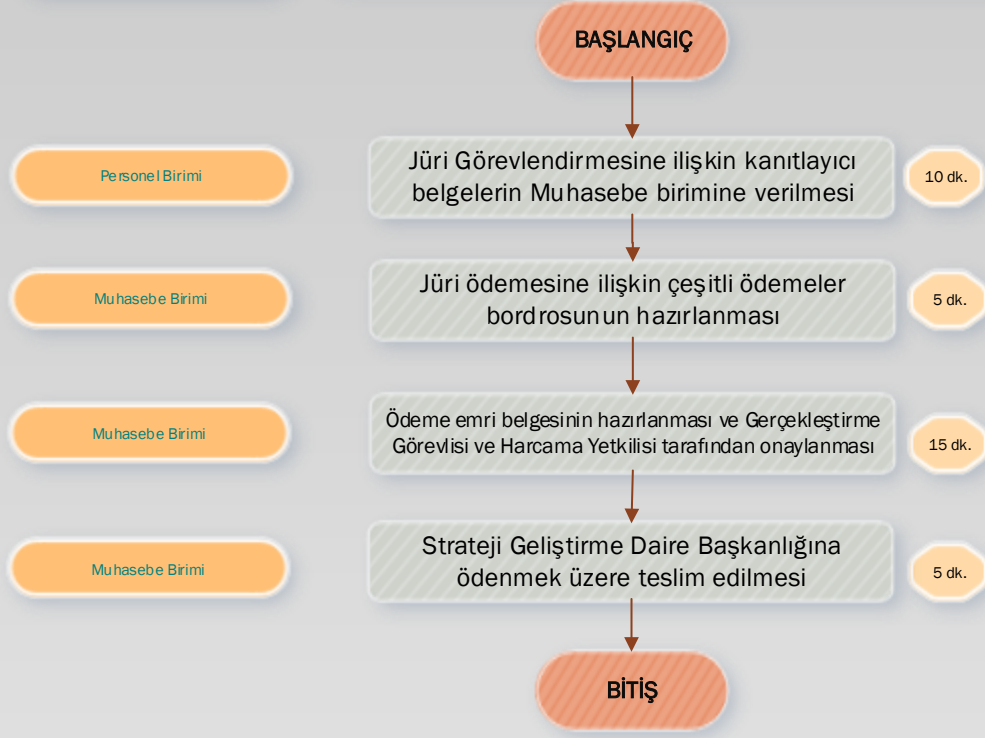 BAŞLANGIÇ
Personel Birimi
Jüri Görevlendirmesine ilişkin kanıtlayıcı
belgelerin Muhasebe birimine verilmesi
10 dk.
Muhasebe Birimi
Jüri ödemesine ilişkin çeşitli ödemeler
bordrosunun hazırlanması
5 dk.
Muhasebe Birimi
Ödeme emri belgesinin hazırlanması ve Gerçekleştirme
Görevlisi ve Harcama Yetkilisi tarafından onaylanması
15 dk.
Muhasebe Birimi
Strateji Geliştirme Daire Başkanlığına
ödenmek üzere teslim edilmesi
5 dk.
BİTİŞ